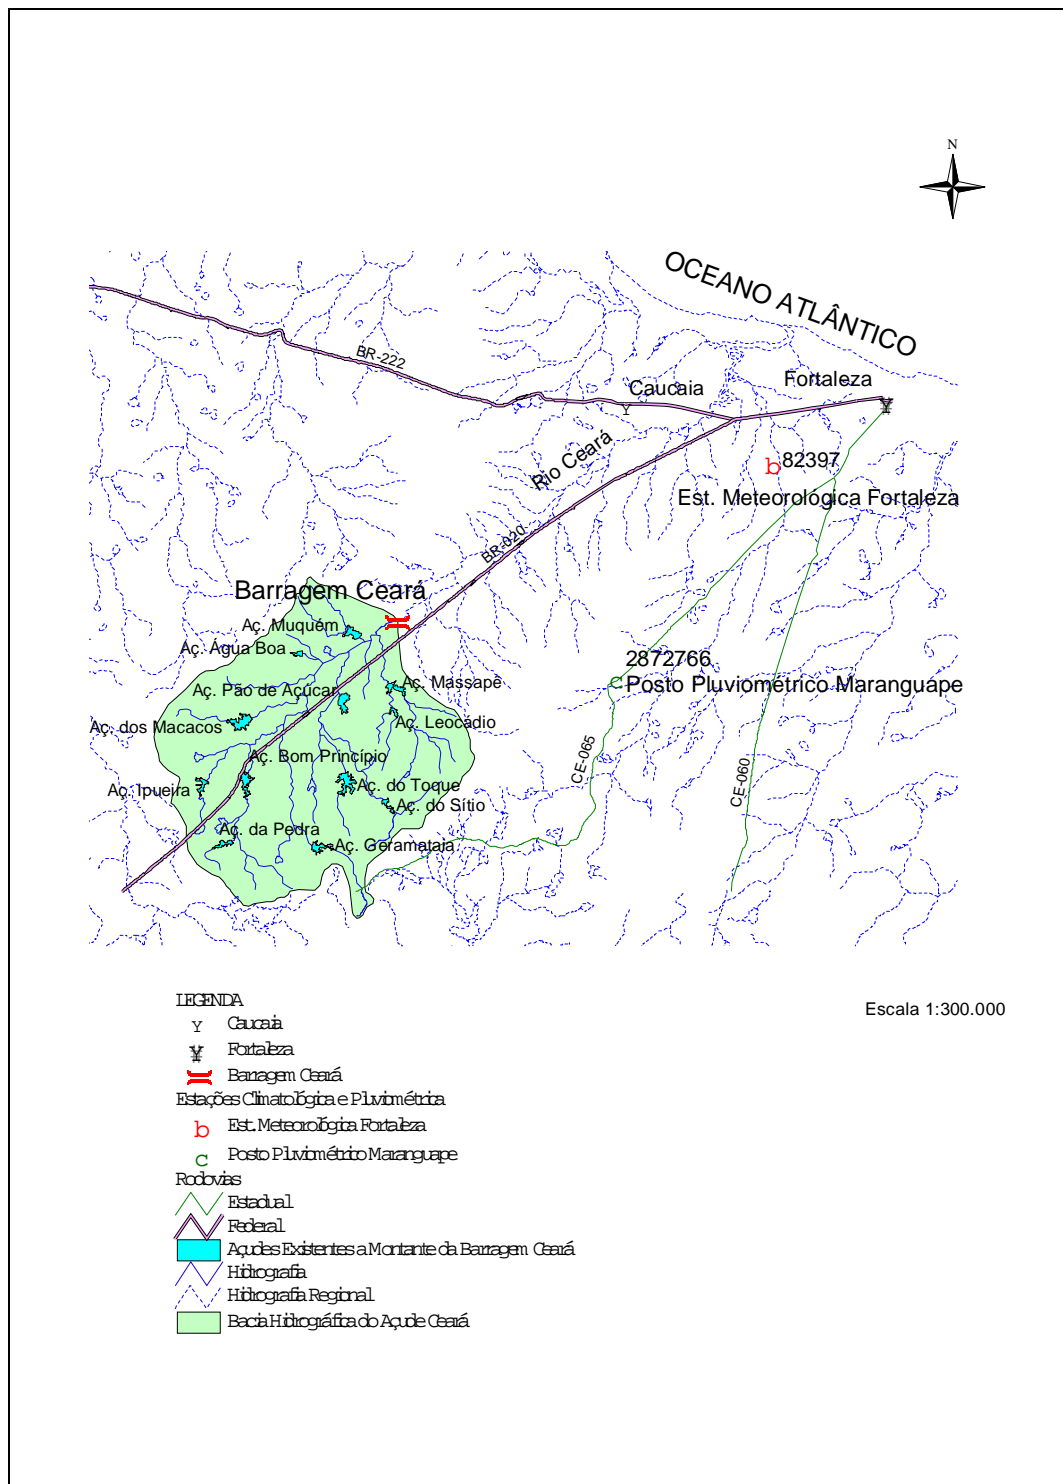 N
OCEANO ATLÂNTICO
BR-222
Caucaia
Fortaleza
Y
Rio Ceará
b 82397
Est. Meteorológica Fortaleza
BR-020
Barragem Ceará
Aç. Muquém
Aç. Água Boa
2872766
C Posto Pluviométrico Maranguape
Aç. Pão de Açúcar
Aç. Massapê
Aç. dos Macacos
Aç. Leocádio
Aç. Bom Princípio
CE-065
CE-060
Aç. Ipueira
Aç. do Toque
Aç. do Sítio
Aç. da Pedra
Aç. Geramataia
LEGENDA
Y Caucaia
Fortaleza
Barragem Ceará
Estações Climatológica e Pluviométrica
b Est. Meteorológica Fortaleza
C Posto Pluviométrico Maranguape
Rodovias
Estadual
Federal
Açudes Existentes a Montante da Barragem Ceará
Hidrografia
Hidrografia Regional
Bacia Hidrográfica do Açude Ceará
Escala 1:300.000